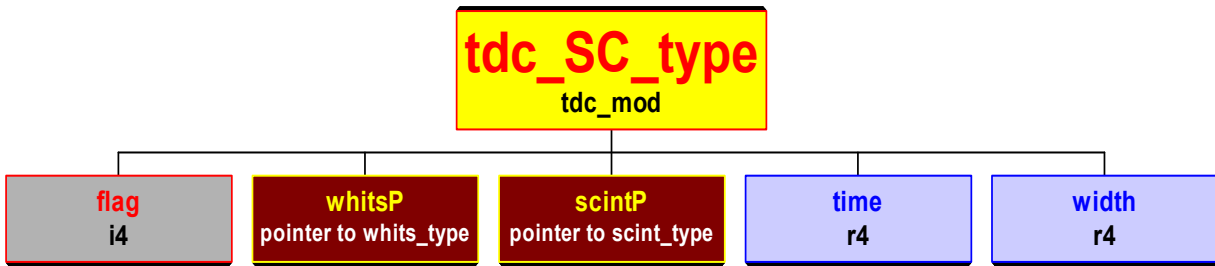 tdc_SC_type
tdc_mod
flag
i4
whitsP
pointer to whits_type
scintP
pointer to scint_type
time
r4
width
r4